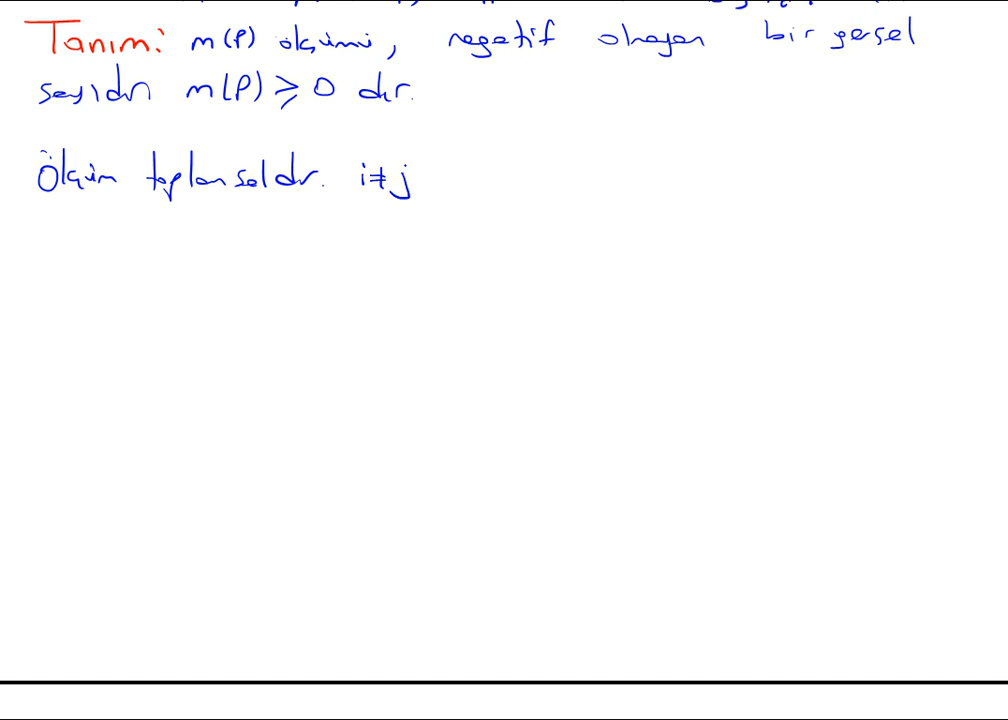 Tanım: m(P) ölçümü, negatif olmayan bir gerçel
sayıdır m(P) ⩾ 0 dır.
Ölçüm toplamsaldır. i≠j